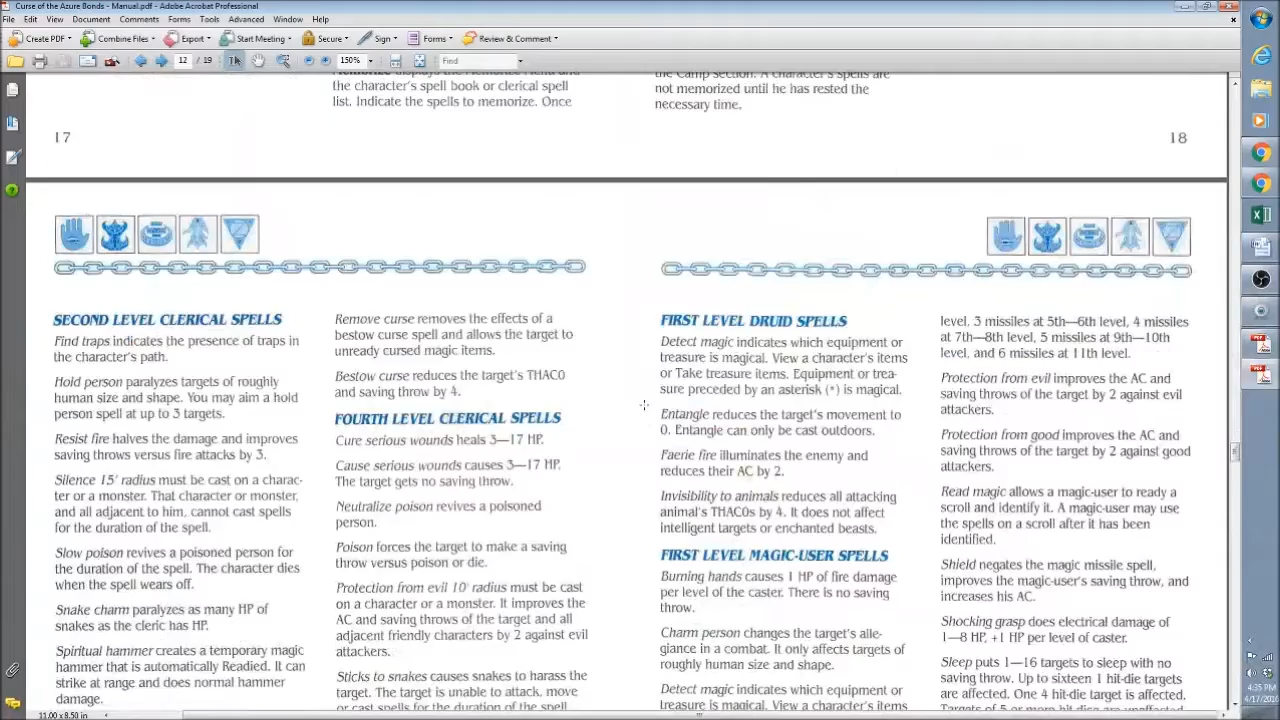 Curse of the Azure Bonds - Manual.pdf - Adobe Acrobat Professional
File Edit View Document Comments Forms Tools Advanced Window Help
Create PDF Combine Files Export Start Meeting Secure Sign Forms Review & Comment
12 / 19 150% Find
the character's spell book or clerical spell
list. Indicate the spells to memorize. Once
17
the Camp section. A character's spells are
not memorized until he has rested the
necessary time.
18
SECOND LEVEL CLERICAL SPELLS
Find traps indicates the presence of traps in
the character's path.
Hold person paralyzes targets of roughly
human size and shape. You may aim a hold
person spell at up to 3 targets.
Resist fire halves the damage and improves
saving throws versus fire attacks by 3.
Silence 15' radius must be cast on a charac-
ter or a monster. That character or monster,
and all adjacent to him, cannot cast spells
for the duration of the spell.
Slow poison revives a poisoned person for
the duration of the spell. The character dies
when the spell wears off.
Snake charm paralyzes as many HP of
snakes as the cleric has HP.
Spiritual hammer creates a temporary magic
hammer that is automatically Readied. It can
strike at range and does normal hammer
damage.
Remove curse removes the effects of a
bestow curse spell and allows the target to
unready cursed magic items.
Bestow curse reduces the target's THAC0
and saving throw by 4.
FOURTH LEVEL CLERICAL SPELLS
Cure serious wounds heals 3—17 HP.
Cause serious wounds causes 3—17 HP.
The target gets no saving throw.
Neutralize poison revives a poisoned
person.
Poison forces the target to make a saving
throw versus poison or die.
Protection from evil 10' radius must be cast
on a character or a monster. It improves the
AC and saving throws of the target and all
adjacent friendly characters by 2 against evil
attackers.
Sticks to snakes causes snakes to harass the
target. The target is unable to attack, move
or cast spells for the duration of the spell
FIRST LEVEL DRUID SPELLS
Detect magic indicates which equipment or
treasure is magical. View a character's items
or Take treasure items. Equipment or trea-
sure preceded by an asterisk (*) is magical.
Entangle reduces the target's movement to
0. Entangle can only be cast outdoors.
Faerie fire illuminates the enemy and
reduces their AC by 2.
Invisibility to animals reduces all attacking
animal's THAC0s by 4. It does not affect
intelligent targets or enchanted beasts.
FIRST LEVEL MAGIC-USER SPELLS
Burning hands causes 1 HP of fire damage
per level of the caster. There is no saving
throw.
Charm person changes the target's alle-
giance in a combat. It only affects targets of
roughly human size and shape.
Detect magic indicates which equipment or
treasure is magical. View a character's items
level, 3 missiles at 5th—6th level, 4 missiles
at 7th—8th level, 5 missiles at 9th—10th
level, and 6 missiles at 11th level.
Protection from evil improves the AC and
saving throws of the target by 2 against evil
attackers.
Protection from good improves the AC and
saving throws of the target by 2 against good
attackers.
Read magic allows a magic-user to ready a
scroll and identify it. A magic-user may use
the spells on a scroll after it has been
identified.
Shield negates the magic missile spell,
improves the magic-user's saving throw, and
increases his AC.
Shocking grasp does electrical damage of
1—8 HP, +1 HP per level of caster.
Sleep puts 1—16 targets to sleep with no
saving throw. Up to sixteen 1 hit-die targets
are affected. One 4 hit-die target is affected.
Targets of 5 or more hit dice are unaffected
11.00 x 8.50 in
4:35 PM